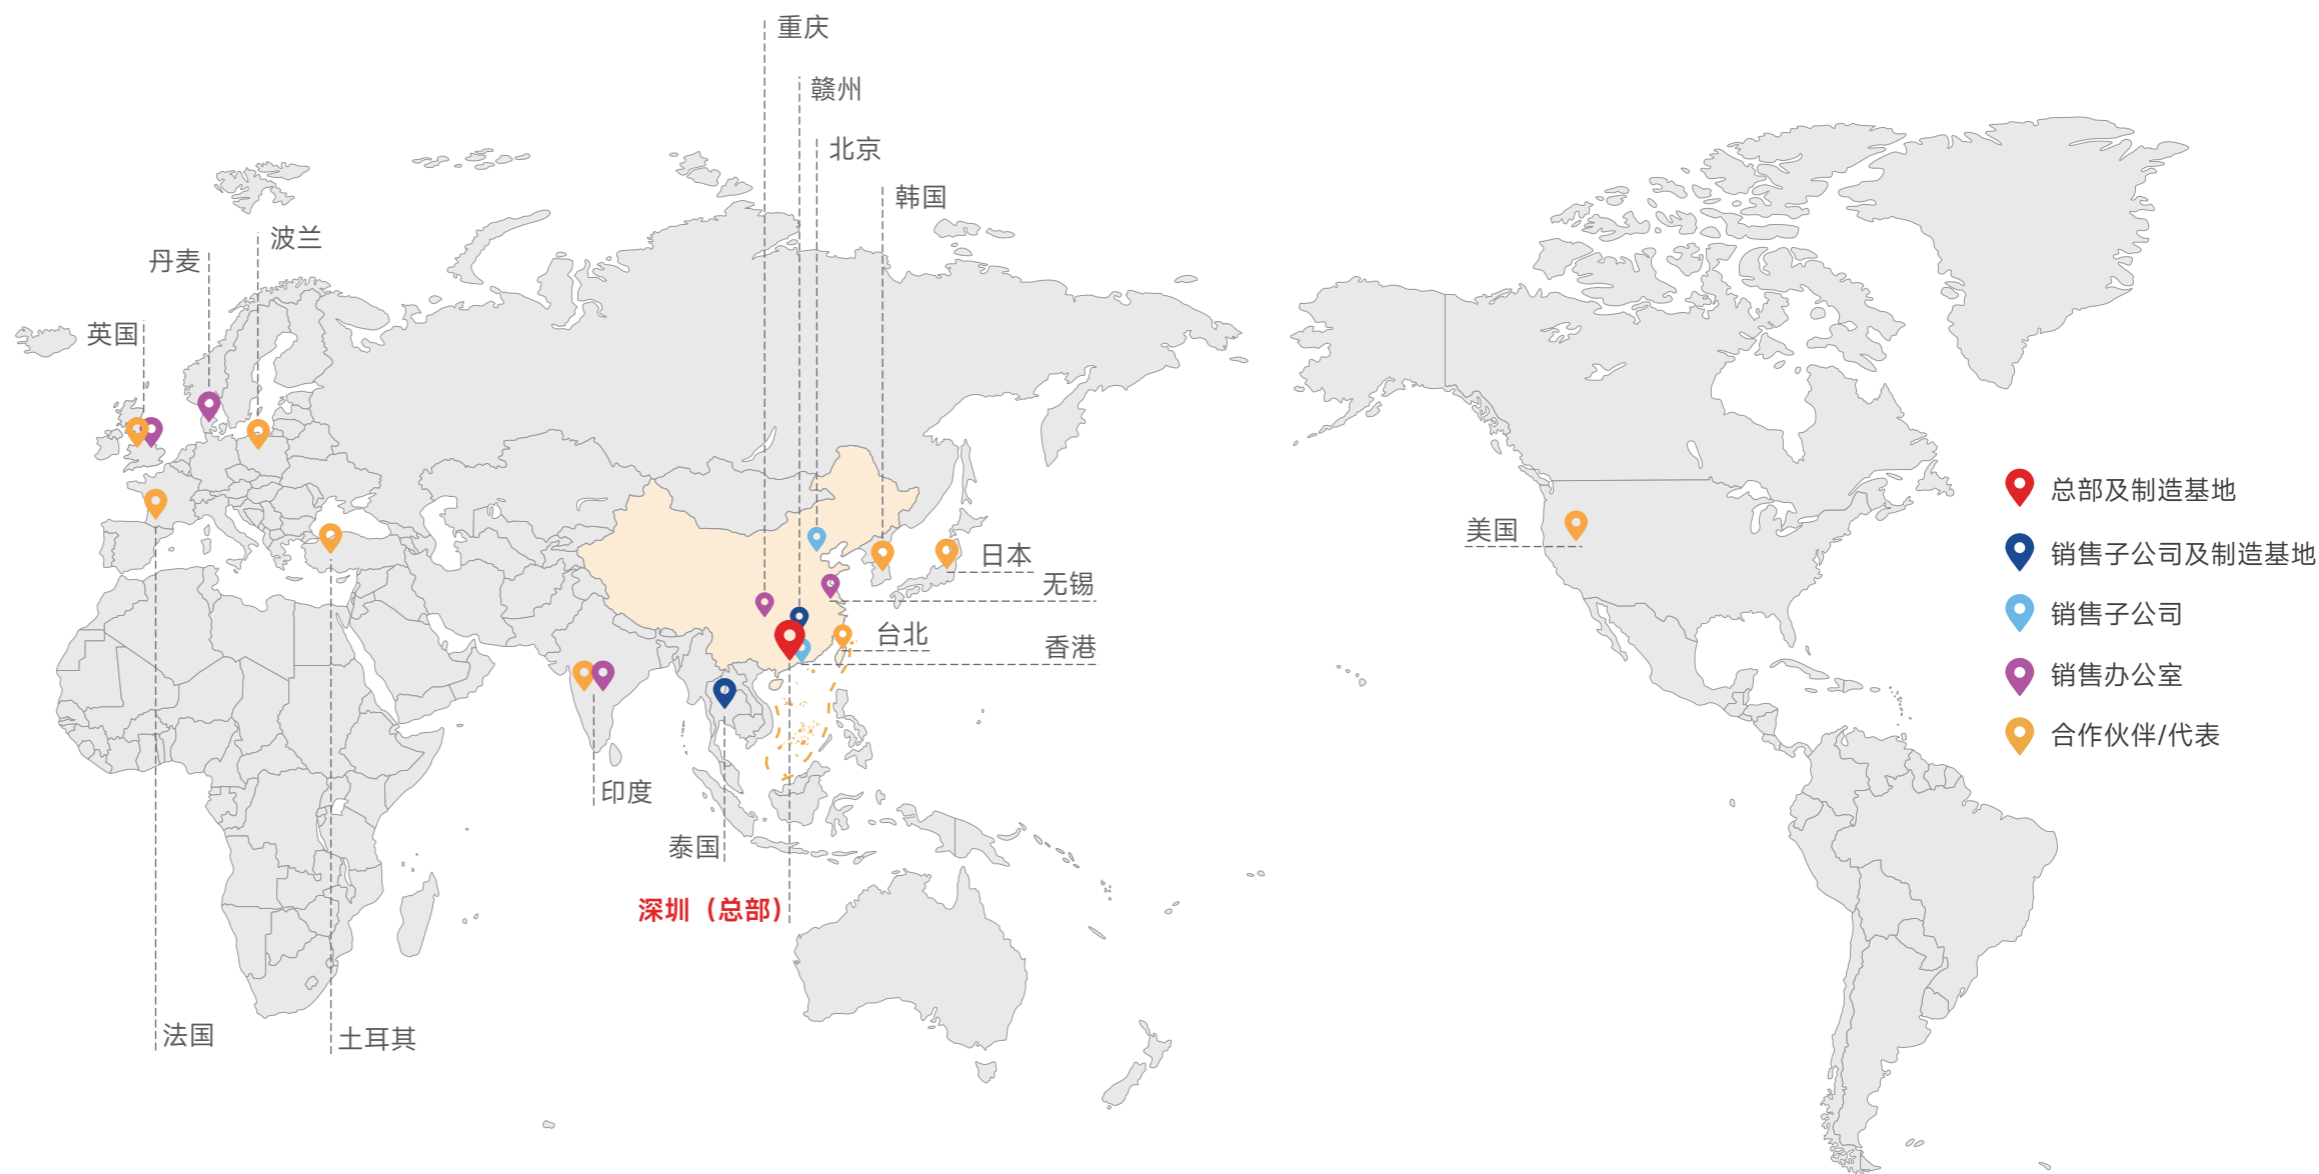 重庆
赣州
北京
韩国
波兰
丹麦
英国
日本
无锡
台北
香港
印度
泰国
深圳（总部）
法国
土耳其
美国
总部及制造基地
销售子公司及制造基地
销售子公司
销售办公室
合作伙伴/代表